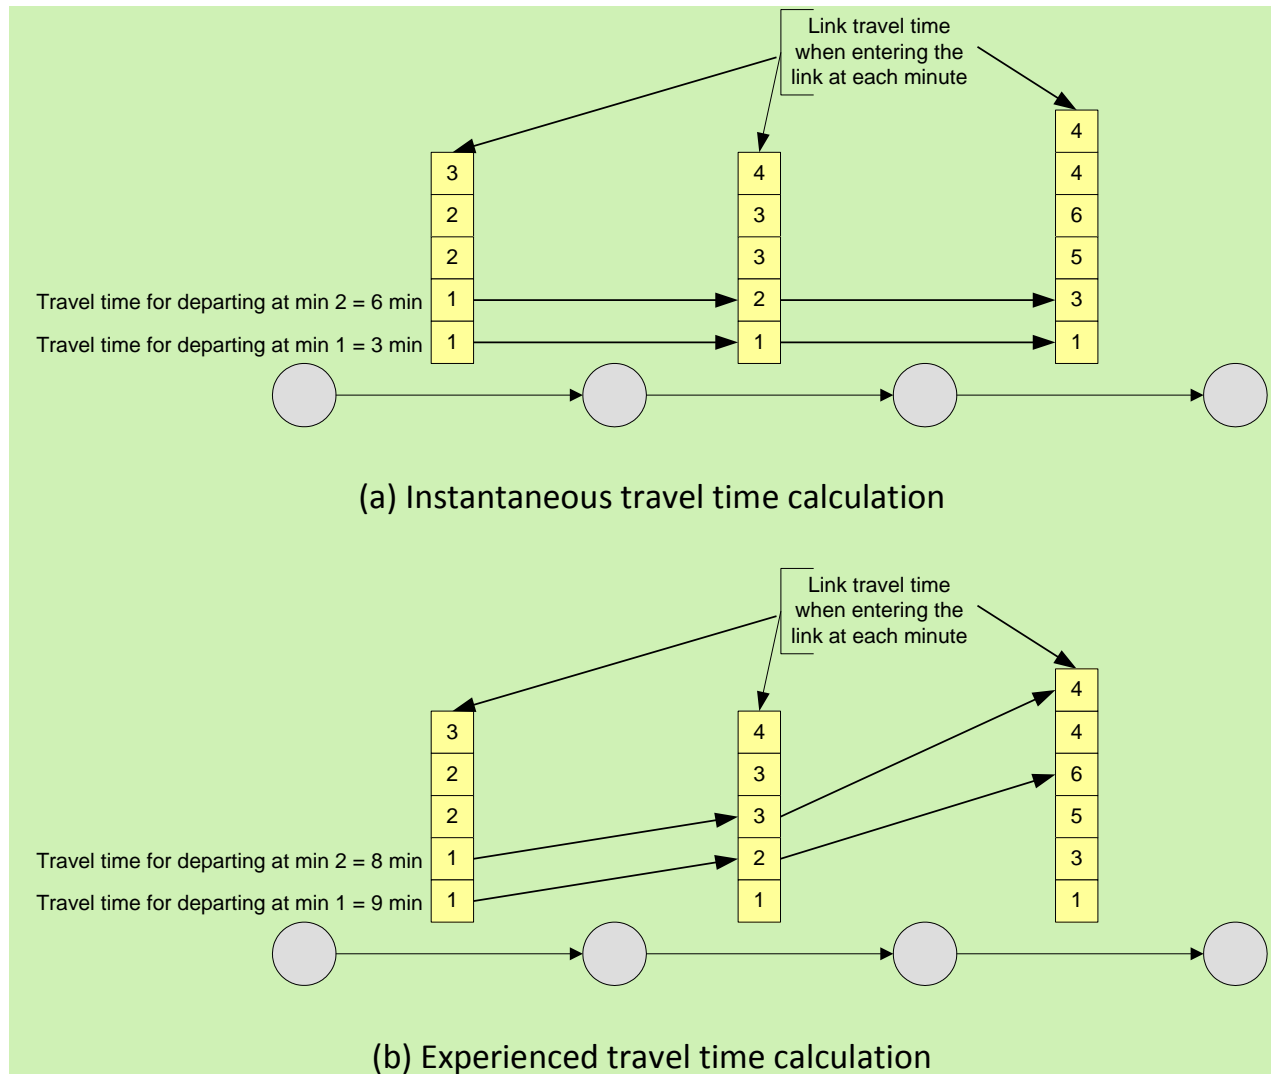 Link travel time
when entering the
link at each minute
4
3 4 4
2 3 6
2 3 5
Travel time for departing at min 2 = 6 min 1 2 3
Travel time for departing at min 1 = 3 min 1 1 1
(a) Instantaneous travel time calculation
Link travel time
when entering the
link at each minute
4
3 4 4
2 3 6
2 3 5
Travel time for departing at min 2 = 8 min 1 2 3
Travel time for departing at min 1 = 9 min 1 1 1
(b) Experienced travel time calculation